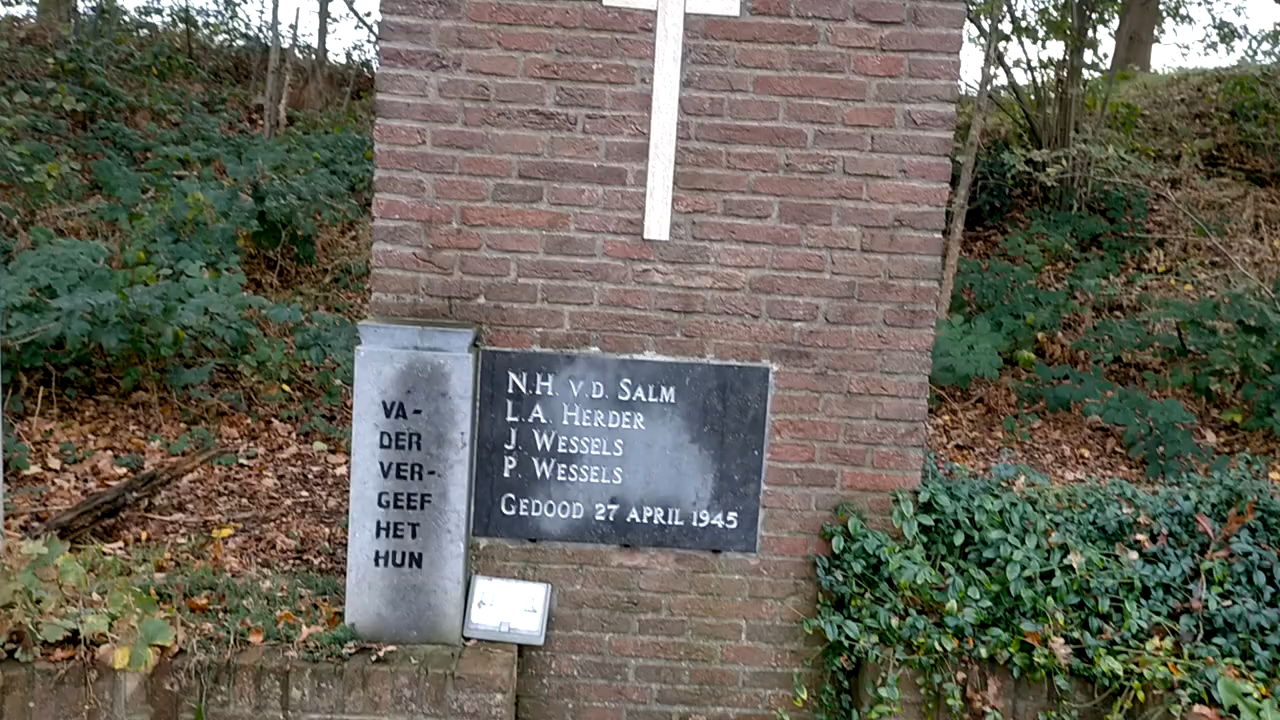 VA-
DER
VER-
GEEF
HET
HUN
N.H. v.d. Salm
L.A. Herder
J. Wessels
P. Wessels
Gedood 27 april 1945